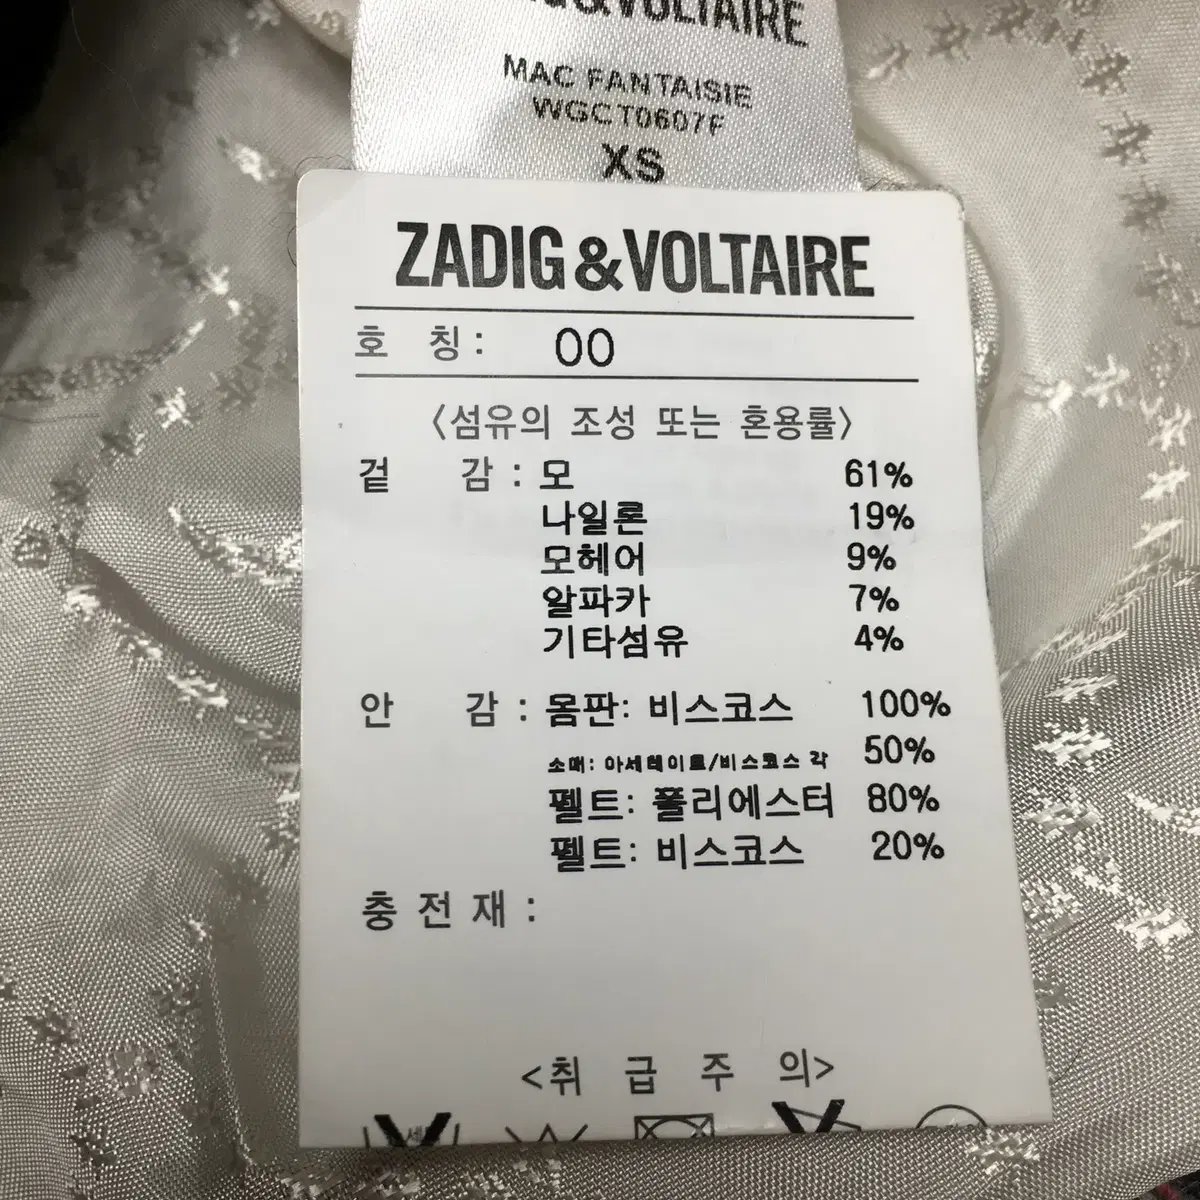 ZADIG&VOLTAIRE
MAC FANTAISIE
WGCT0607F
XS
ZADIG&VOLTAIRE
호 칭: 00
<섬유의 조성 또는 혼용률>
겉 감: 모 61%
나일론 19%
모헤어 9%
알파카 7%
기타섬유 4%
안 감: 몸판: 비스코스 100%
소매: 아세테이트/비스코스 각 50%
펠트: 폴리에스터 80%
펠트: 비스코스 20%
충전재:
<취급주의>